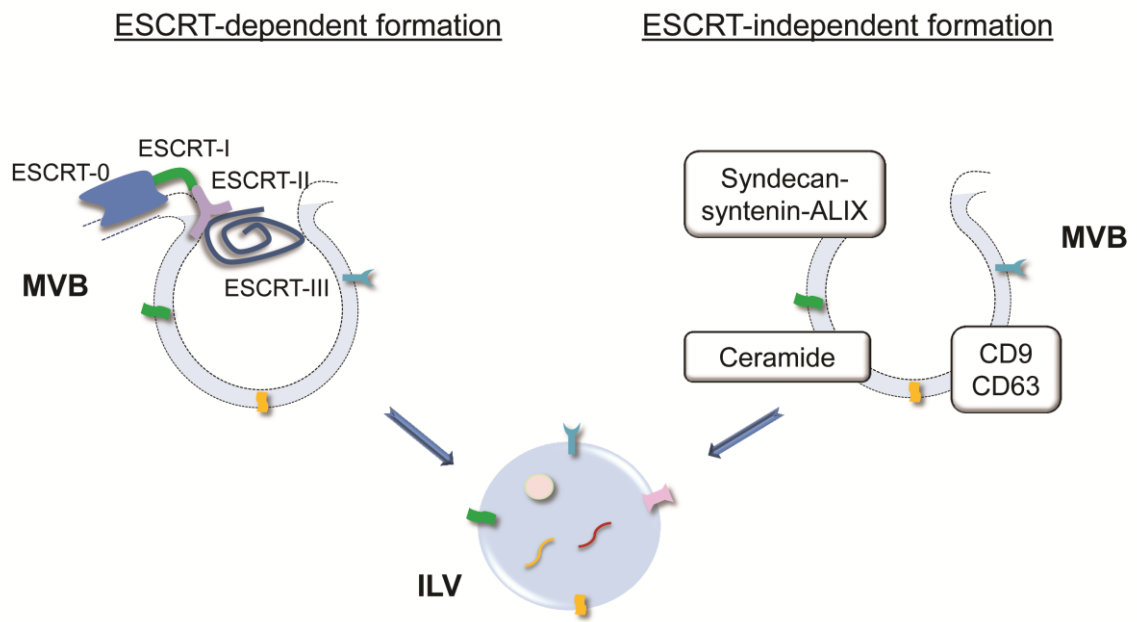 ESCRT-dependent formation
ESCRT-independent formation
ESCRT-I
ESCRT-0
ESCRT-II
ESCRT-III
MVB
Syndecan-
syntenin-ALIX
MVB
Ceramide
CD9
CD63
ILV